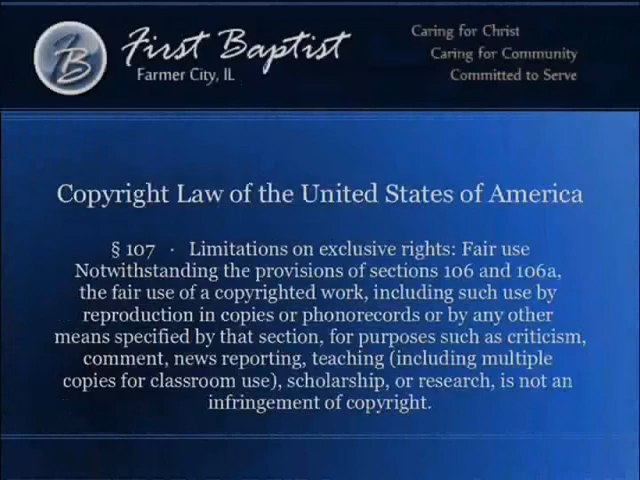 FB
First Baptist
Farmer City, IL
Caring for Christ
Caring for Community
Committed to Serve
Copyright Law of the United States of America
§ 107 · Limitations on exclusive rights: Fair use
Notwithstanding the provisions of sections 106 and 106a,
the fair use of a copyrighted work, including such use by
reproduction in copies or phonorecords or by any other
means specified by that section, for purposes such as criticism,
comment, news reporting, teaching (including multiple
copies for classroom use), scholarship, or research, is not an
infringement of copyright.